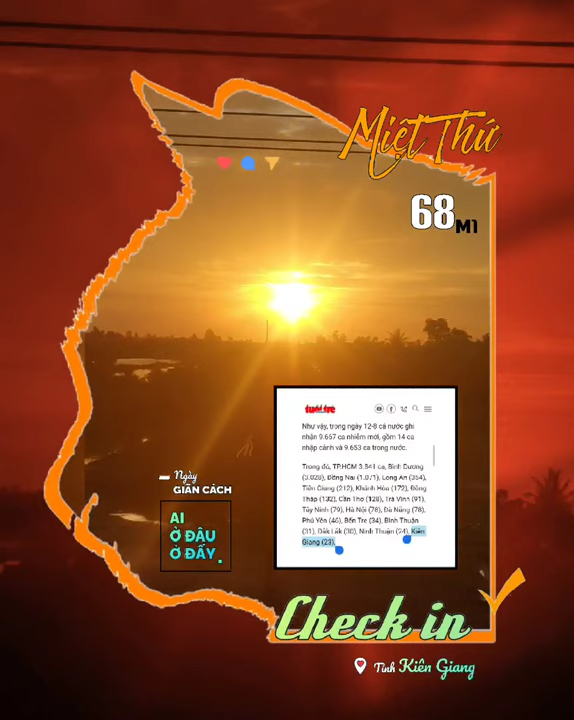 Miệt Thứ
68 M1
tuổi trẻ
Như vậy, trong ngày 12-8 cả nước ghi
nhận 9.667 ca nhiễm mới, gồm 14 ca
nhập cảnh và 9.653 ca trong nước.
Trong đó, TP.HCM 3.841 ca, Bình Dương
(3.028), Đồng Nai (1.071), Long An (354),
Tiền Giang (212), Khánh Hòa (172), Đồng
Tháp (132), Cần Thơ (128), Trà Vinh (91),
Tây Ninh (79), Hà Nội (78), Đà Nẵng (78),
Phú Yên (46), Bến Tre (34), Bình Thuận
(31), Đắk Lắk (30), Ninh Thuận (24), Kiên
Giang (23),
Ngày
GIÃN CÁCH
AI
Ở ĐÂU
Ở ĐẤY.
Check in
Tỉnh Kiên Giang